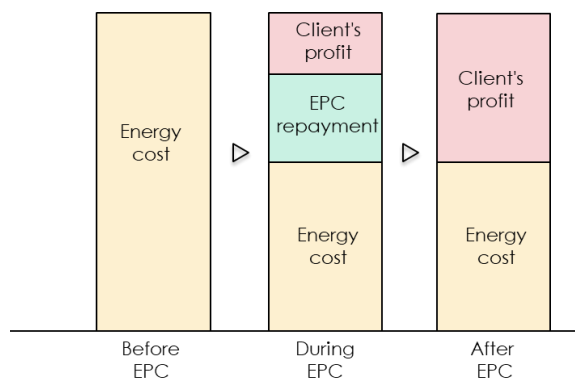 Energy
cost
Client's
profit
EPC
repayment
Energy
cost
Client's
profit
Energy
cost
Before
EPC
During
EPC
After
EPC